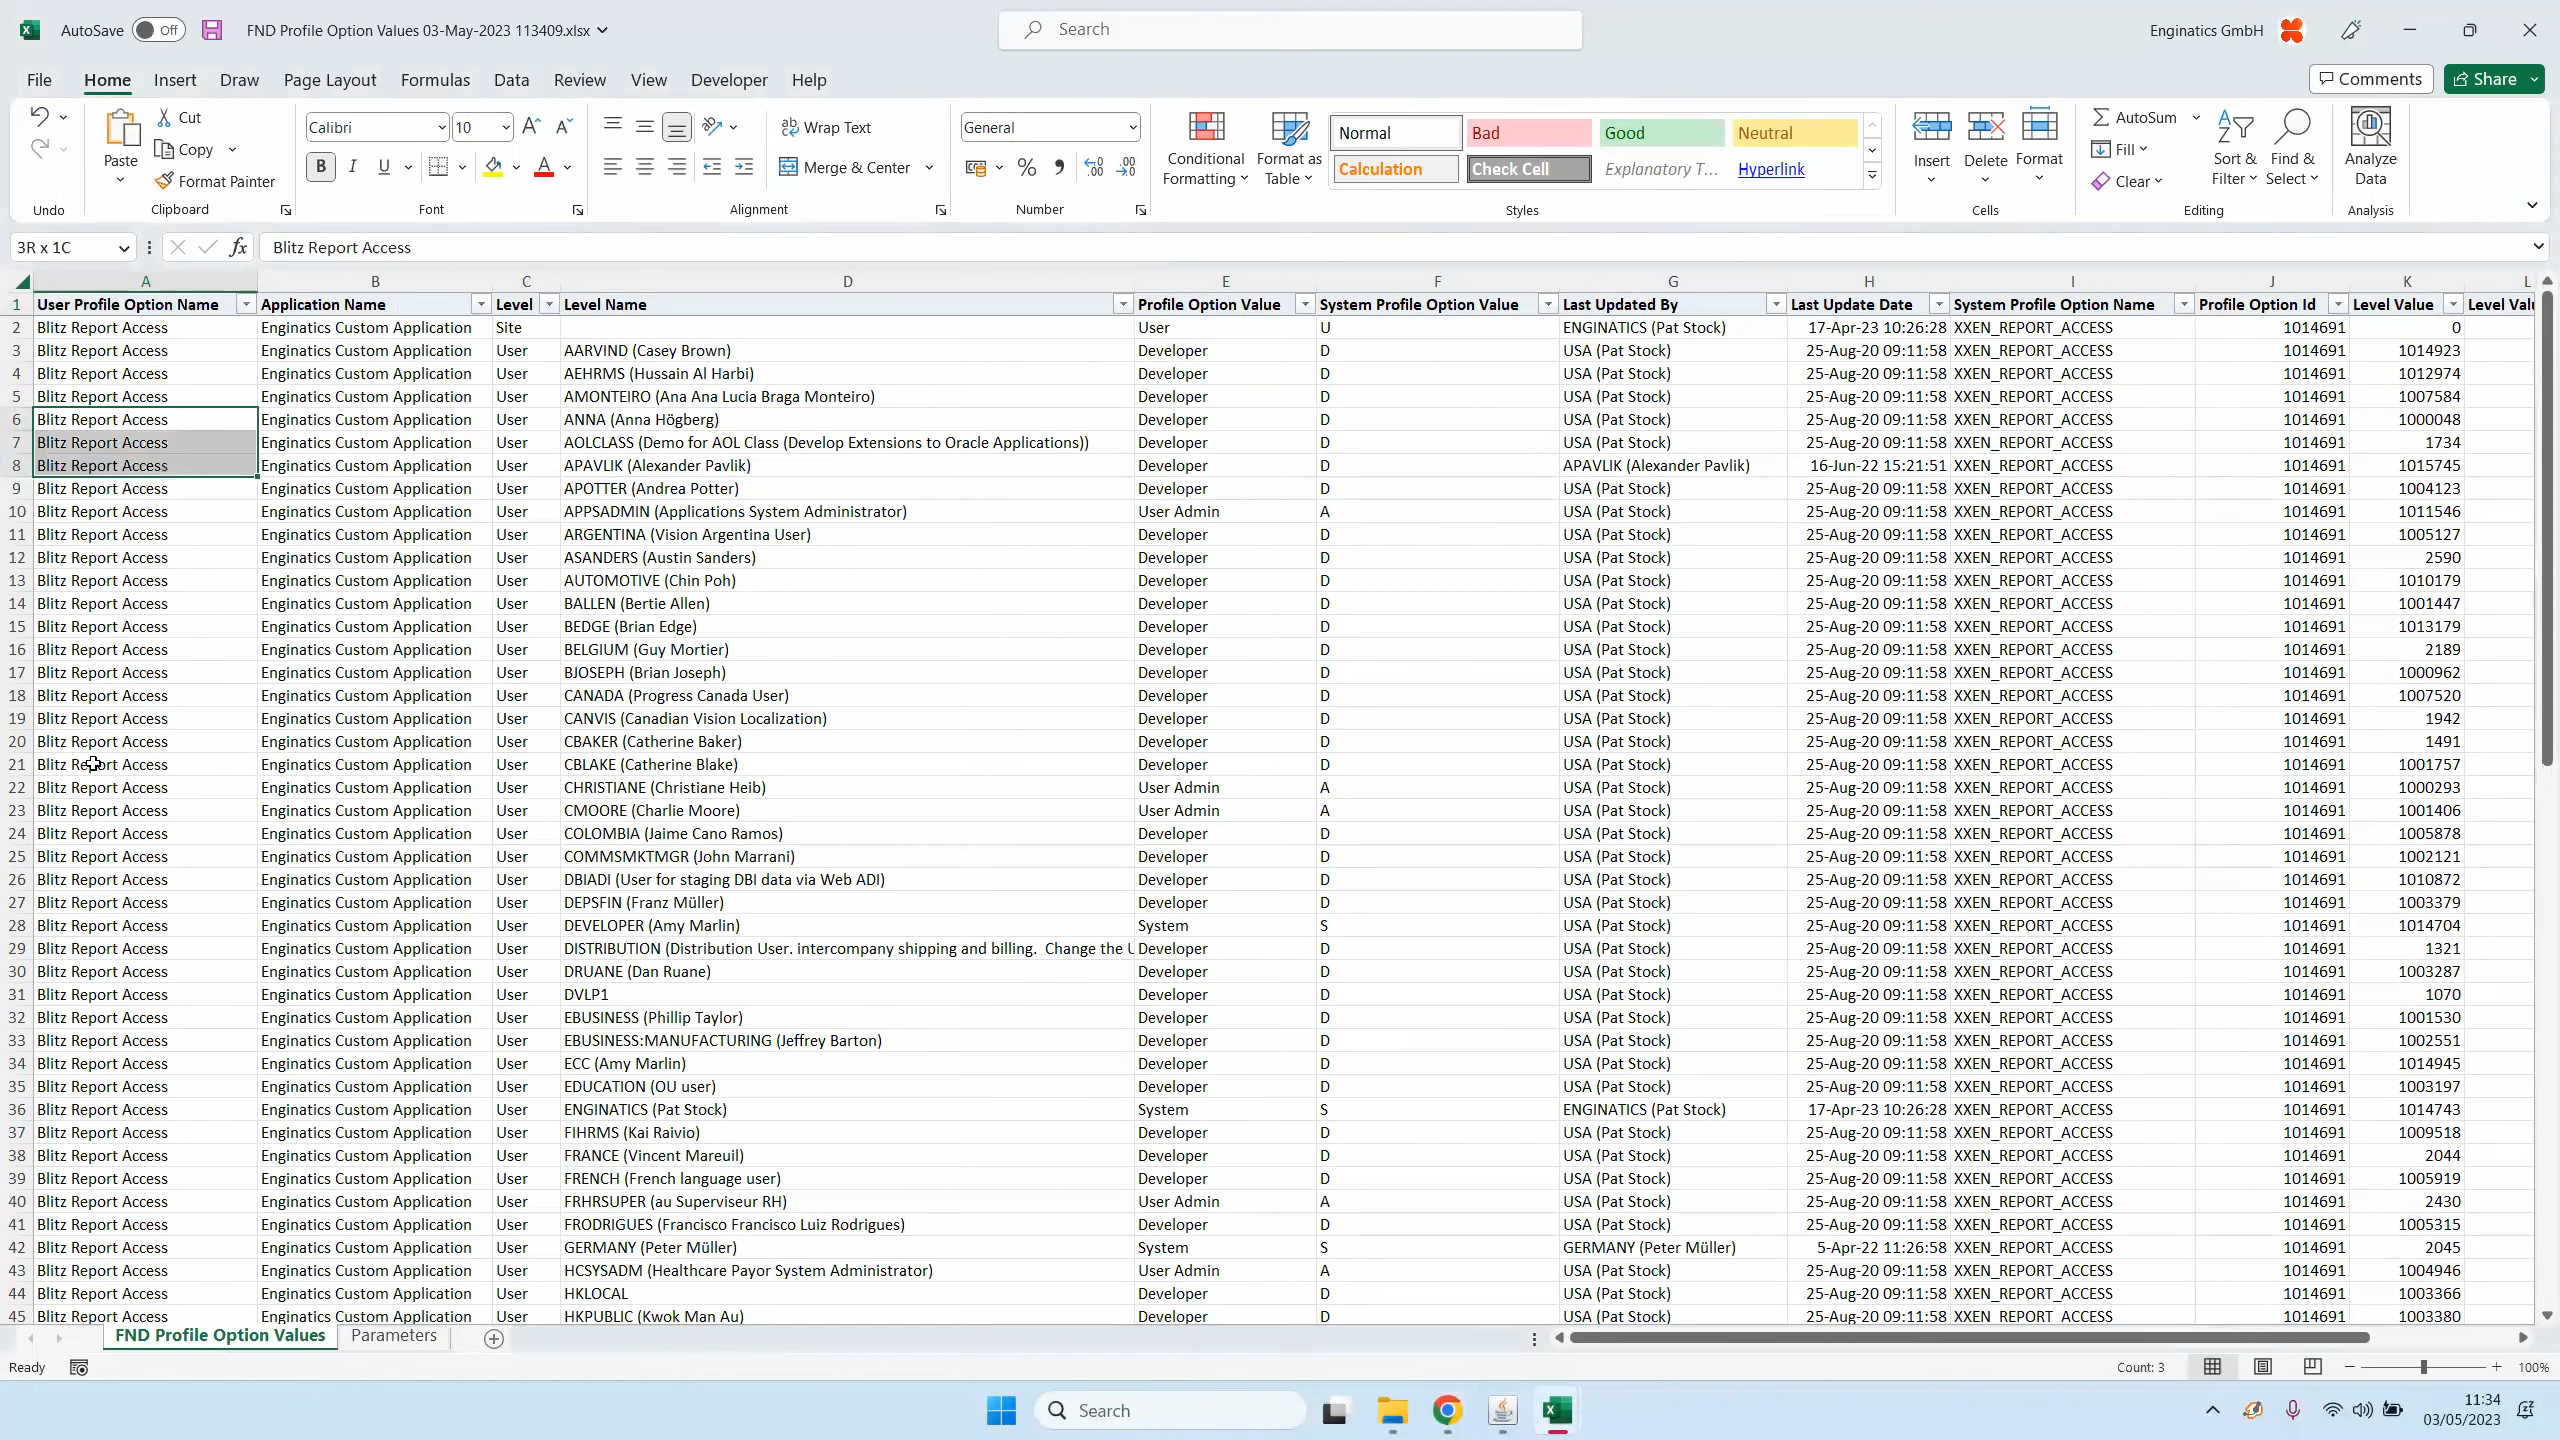 AutoSave Off FND Profile Option Values 03-May-2023 113409.xlsx Search Enginatics GmbH
File Home Insert Draw Page Layout Formulas Data Review View Developer Help Comments Share
Paste Cut Copy Format Painter Calibri 10 B I U Wrap Text Merge & Center General Conditional Formatting Format as Table Normal Bad Good Neutral Calculation Check Cell Explanatory T... Hyperlink Insert Delete Format AutoSum Fill Clear Sort & Filter Find & Select Analyze Data
Undo Clipboard Font Alignment Number Styles Cells Editing Analysis
3R x 1C fx Blitz Report Access
A B C D E F G H I J K L
1 User Profile Option Name Application Name Level Level Name Profile Option Value System Profile Option Value Last Updated By Last Update Date System Profile Option Name Profile Option Id Level Value Level Valu
2 Blitz Report Access Enginatics Custom Application Site User U ENGINATICS (Pat Stock) 17-Apr-23 10:26:28 XXEN_REPORT_ACCESS 1014691 0
3 Blitz Report Access Enginatics Custom Application User AARVIND (Casey Brown) Developer D USA (Pat Stock) 25-Aug-20 09:11:58 XXEN_REPORT_ACCESS 1014691 1014923
4 Blitz Report Access Enginatics Custom Application User AEHRMS (Hussain Al Harbi) Developer D USA (Pat Stock) 25-Aug-20 09:11:58 XXEN_REPORT_ACCESS 1014691 1012974
5 Blitz Report Access Enginatics Custom Application User AMONTEIRO (Ana Ana Lucia Braga Monteiro) Developer D USA (Pat Stock) 25-Aug-20 09:11:58 XXEN_REPORT_ACCESS 1014691 1007584
6 Blitz Report Access Enginatics Custom Application User ANNA (Anna Högberg) Developer D USA (Pat Stock) 25-Aug-20 09:11:58 XXEN_REPORT_ACCESS 1014691 1000048
7 Blitz Report Access Enginatics Custom Application User AOLCLASS (Demo for AOL Class (Develop Extensions to Oracle Applications)) Developer D USA (Pat Stock) 25-Aug-20 09:11:58 XXEN_REPORT_ACCESS 1014691 1734
8 Blitz Report Access Enginatics Custom Application User APAVLIK (Alexander Pavlik) Developer D APAVLIK (Alexander Pavlik) 16-Jun-22 15:21:51 XXEN_REPORT_ACCESS 1014691 1015745
9 Blitz Report Access Enginatics Custom Application User APOTTER (Andrea Potter) Developer D USA (Pat Stock) 25-Aug-20 09:11:58 XXEN_REPORT_ACCESS 1014691 1004123
10 Blitz Report Access Enginatics Custom Application User APPSADMIN (Applications System Administrator) User Admin A USA (Pat Stock) 25-Aug-20 09:11:58 XXEN_REPORT_ACCESS 1014691 1011546
11 Blitz Report Access Enginatics Custom Application User ARGENTINA (Vision Argentina User) Developer D USA (Pat Stock) 25-Aug-20 09:11:58 XXEN_REPORT_ACCESS 1014691 1005127
12 Blitz Report Access Enginatics Custom Application User ASANDERS (Austin Sanders) Developer D USA (Pat Stock) 25-Aug-20 09:11:58 XXEN_REPORT_ACCESS 1014691 2590
13 Blitz Report Access Enginatics Custom Application User AUTOMOTIVE (Chin Poh) Developer D USA (Pat Stock) 25-Aug-20 09:11:58 XXEN_REPORT_ACCESS 1014691 1010179
14 Blitz Report Access Enginatics Custom Application User BALLEN (Bertie Allen) Developer D USA (Pat Stock) 25-Aug-20 09:11:58 XXEN_REPORT_ACCESS 1014691 1001447
15 Blitz Report Access Enginatics Custom Application User BEDGE (Brian Edge) Developer D USA (Pat Stock) 25-Aug-20 09:11:58 XXEN_REPORT_ACCESS 1014691 1013179
16 Blitz Report Access Enginatics Custom Application User BELGIUM (Guy Mortier) Developer D USA (Pat Stock) 25-Aug-20 09:11:58 XXEN_REPORT_ACCESS 1014691 2189
17 Blitz Report Access Enginatics Custom Application User BJOSEPH (Brian Joseph) Developer D USA (Pat Stock) 25-Aug-20 09:11:58 XXEN_REPORT_ACCESS 1014691 1000962
18 Blitz Report Access Enginatics Custom Application User CANADA (Progress Canada User) Developer D USA (Pat Stock) 25-Aug-20 09:11:58 XXEN_REPORT_ACCESS 1014691 1007520
19 Blitz Report Access Enginatics Custom Application User CANVIS (Canadian Vision Localization) Developer D USA (Pat Stock) 25-Aug-20 09:11:58 XXEN_REPORT_ACCESS 1014691 1942
20 Blitz Report Access Enginatics Custom Application User CBAKER (Catherine Baker) Developer D USA (Pat Stock) 25-Aug-20 09:11:58 XXEN_REPORT_ACCESS 1014691 1491
21 Blitz Report Access Enginatics Custom Application User CBLAKE (Catherine Blake) Developer D USA (Pat Stock) 25-Aug-20 09:11:58 XXEN_REPORT_ACCESS 1014691 1001757
22 Blitz Report Access Enginatics Custom Application User CHRISTIANE (Christiane Heib) User Admin A USA (Pat Stock) 25-Aug-20 09:11:58 XXEN_REPORT_ACCESS 1014691 1000293
23 Blitz Report Access Enginatics Custom Application User CMOORE (Charlie Moore) User Admin A USA (Pat Stock) 25-Aug-20 09:11:58 XXEN_REPORT_ACCESS 1014691 1001406
24 Blitz Report Access Enginatics Custom Application User COLOMBIA (Jaime Cano Ramos) Developer D USA (Pat Stock) 25-Aug-20 09:11:58 XXEN_REPORT_ACCESS 1014691 1005878
25 Blitz Report Access Enginatics Custom Application User COMMSMKTMGR (John Marrani) Developer D USA (Pat Stock) 25-Aug-20 09:11:58 XXEN_REPORT_ACCESS 1014691 1002121
26 Blitz Report Access Enginatics Custom Application User DBIADI (User for staging DBI data via Web ADI) Developer D USA (Pat Stock) 25-Aug-20 09:11:58 XXEN_REPORT_ACCESS 1014691 1010872
27 Blitz Report Access Enginatics Custom Application User DEPSFIN (Franz Müller) Developer D USA (Pat Stock) 25-Aug-20 09:11:58 XXEN_REPORT_ACCESS 1014691 1003379
28 Blitz Report Access Enginatics Custom Application User DEVELOPER (Amy Marlin) System S USA (Pat Stock) 25-Aug-20 09:11:58 XXEN_REPORT_ACCESS 1014691 1014704
29 Blitz Report Access Enginatics Custom Application User DISTRIBUTION (Distribution User. intercompany shipping and billing. Change the U Developer D USA (Pat Stock) 25-Aug-20 09:11:58 XXEN_REPORT_ACCESS 1014691 1321
30 Blitz Report Access Enginatics Custom Application User DRUANE (Dan Ruane) Developer D USA (Pat Stock) 25-Aug-20 09:11:58 XXEN_REPORT_ACCESS 1014691 1003287
31 Blitz Report Access Enginatics Custom Application User DVLP1 Developer D USA (Pat Stock) 25-Aug-20 09:11:58 XXEN_REPORT_ACCESS 1014691 1070
32 Blitz Report Access Enginatics Custom Application User EBUSINESS (Phillip Taylor) Developer D USA (Pat Stock) 25-Aug-20 09:11:58 XXEN_REPORT_ACCESS 1014691 1001530
33 Blitz Report Access Enginatics Custom Application User EBUSINESS:MANUFACTURING (Jeffrey Barton) Developer D USA (Pat Stock) 25-Aug-20 09:11:58 XXEN_REPORT_ACCESS 1014691 1002551
34 Blitz Report Access Enginatics Custom Application User ECC (Amy Marlin) Developer D USA (Pat Stock) 25-Aug-20 09:11:58 XXEN_REPORT_ACCESS 1014691 1014945
35 Blitz Report Access Enginatics Custom Application User EDUCATION (OU user) Developer D USA (Pat Stock) 25-Aug-20 09:11:58 XXEN_REPORT_ACCESS 1014691 1003197
36 Blitz Report Access Enginatics Custom Application User ENGINATICS (Pat Stock) System S ENGINATICS (Pat Stock) 17-Apr-23 10:26:28 XXEN_REPORT_ACCESS 1014691 1014743
37 Blitz Report Access Enginatics Custom Application User FIHRMS (Kai Raivio) Developer D USA (Pat Stock) 25-Aug-20 09:11:58 XXEN_REPORT_ACCESS 1014691 1009518
38 Blitz Report Access Enginatics Custom Application User FRANCE (Vincent Mareuil) Developer D USA (Pat Stock) 25-Aug-20 09:11:58 XXEN_REPORT_ACCESS 1014691 2044
39 Blitz Report Access Enginatics Custom Application User FRENCH (French language user) Developer D USA (Pat Stock) 25-Aug-20 09:11:58 XXEN_REPORT_ACCESS 1014691 1005919
40 Blitz Report Access Enginatics Custom Application User FRHRSUPER (au Superviseur RH) User Admin A USA (Pat Stock) 25-Aug-20 09:11:58 XXEN_REPORT_ACCESS 1014691 2430
41 Blitz Report Access Enginatics Custom Application User FRODRIGUES (Francisco Francisco Luiz Rodrigues) Developer D USA (Pat Stock) 25-Aug-20 09:11:58 XXEN_REPORT_ACCESS 1014691 1005315
42 Blitz Report Access Enginatics Custom Application User GERMANY (Peter Müller) System S GERMANY (Peter Müller) 5-Apr-22 11:26:58 XXEN_REPORT_ACCESS 1014691 2045
43 Blitz Report Access Enginatics Custom Application User HCSYSADM (Healthcare Payor System Administrator) User Admin A USA (Pat Stock) 25-Aug-20 09:11:58 XXEN_REPORT_ACCESS 1014691 1004946
44 Blitz Report Access Enginatics Custom Application User HKLOCAL Developer D USA (Pat Stock) 25-Aug-20 09:11:58 XXEN_REPORT_ACCESS 1014691 1003366
45 Blitz Report Access Enginatics Custom Application User HKPUBLIC (Kwok Man Au) Developer D USA (Pat Stock) 25-Aug-20 09:11:58 XXEN_REPORT_ACCESS 1014691 1003380
FND Profile Option Values Parameters
Ready Count: 3 100%
Search 11:34
03/05/2023